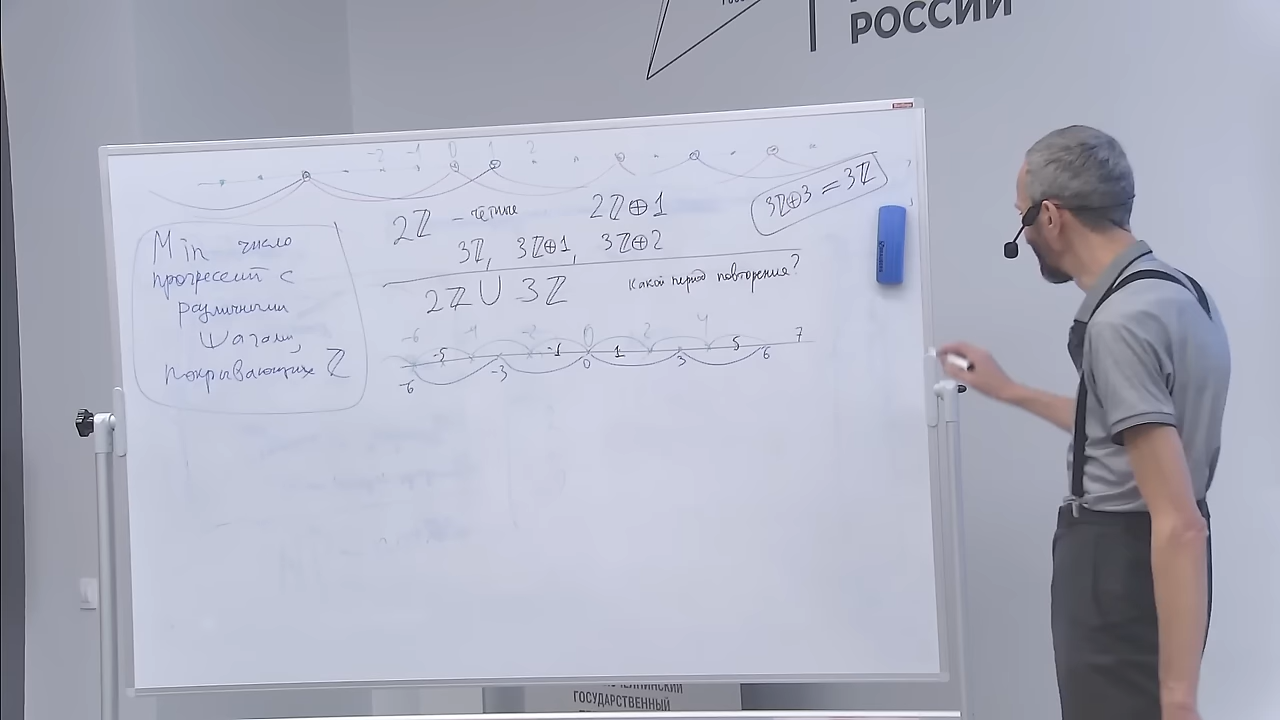 РОССИИ
-2 -1 0 1 2
2ℤ – чётные 2ℤ⊕1
3ℤ⊕3 = 3ℤ
3ℤ, 3ℤ⊕1, 3ℤ⊕2
Min число
прогрессий с
различными
шагами,
покрывающих ℤ
2ℤ ∪ 3ℤ Какой период повторения?
-6 -4 -2 0 2 4
-5 -1 1 5 7
-6 -3 0 3 6
ГОСУДАРСТВЕННЫЙ